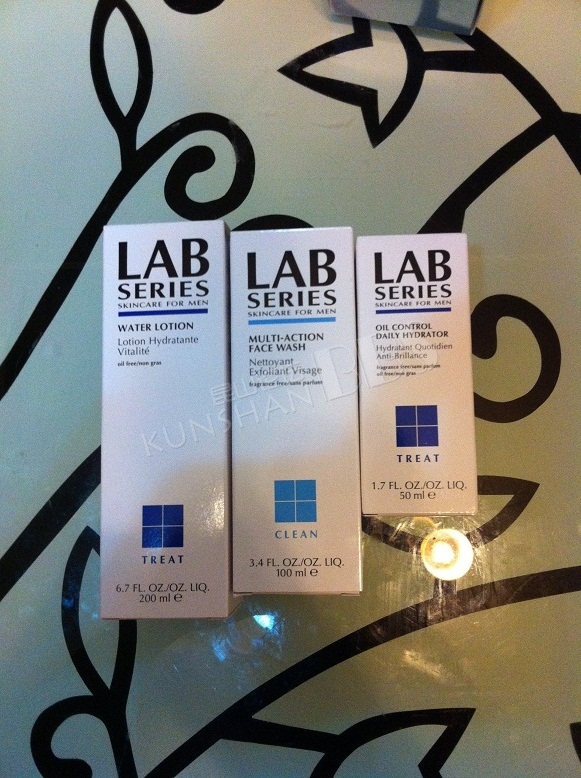 LAB
SERIES
SKINCARE FOR MEN
WATER LOTION
Lotion Hydratante
Vitalité
oil free/non gras
TREAT
6.7 FL. OZ./OZ. LIQ.
200 ml e
LAB
SERIES
SKINCARE FOR MEN
MULTI-ACTION
FACE WASH
Nettoyant
Exfoliant Visage
fragrance free/sans parfum
CLEAN
3.4 FL. OZ./OZ. LIQ.
100 ml e
LAB
SERIES
SKINCARE FOR MEN
OIL CONTROL
DAILY HYDRATOR
Hydratant Quotidien
Anti-Brillance
fragrance free/sans parfum
oil free/non gras
TREAT
1.7 FL. OZ./OZ. LIQ.
50 ml e
KUNSHAN